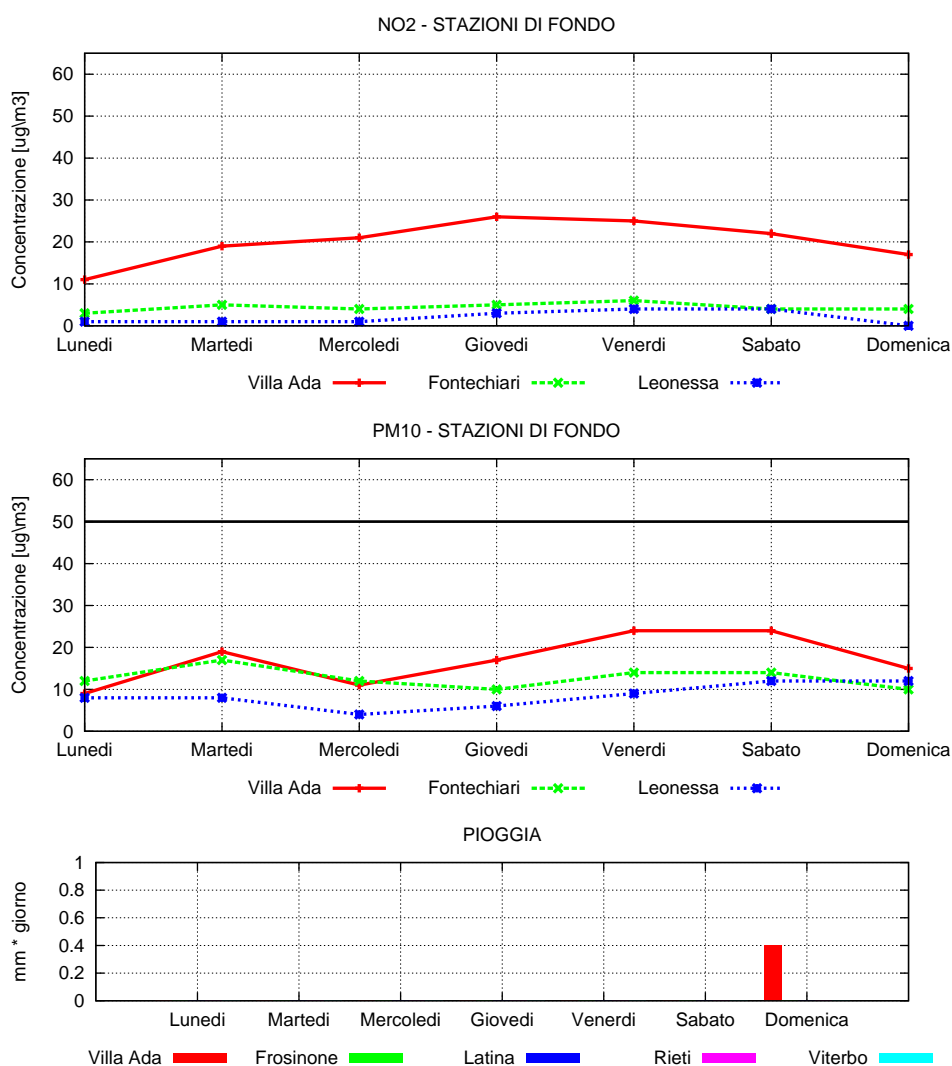 NO2 - STAZIONI DI FONDO
Concentrazione [ug\m3]
60
50
40
30
20
10
0
Lunedi Martedi Mercoledi Giovedi Venerdi Sabato Domenica
Villa Ada Fontechiari Leonessa
PM10 - STAZIONI DI FONDO
Concentrazione [ug\m3]
60
50
40
30
20
10
0
Lunedi Martedi Mercoledi Giovedi Venerdi Sabato Domenica
Villa Ada Fontechiari Leonessa
PIOGGIA
mm * giorno
1
0.8
0.6
0.4
0.2
0
Lunedi Martedi Mercoledi Giovedi Venerdi Sabato Domenica
Villa Ada Frosinone Latina Rieti Viterbo